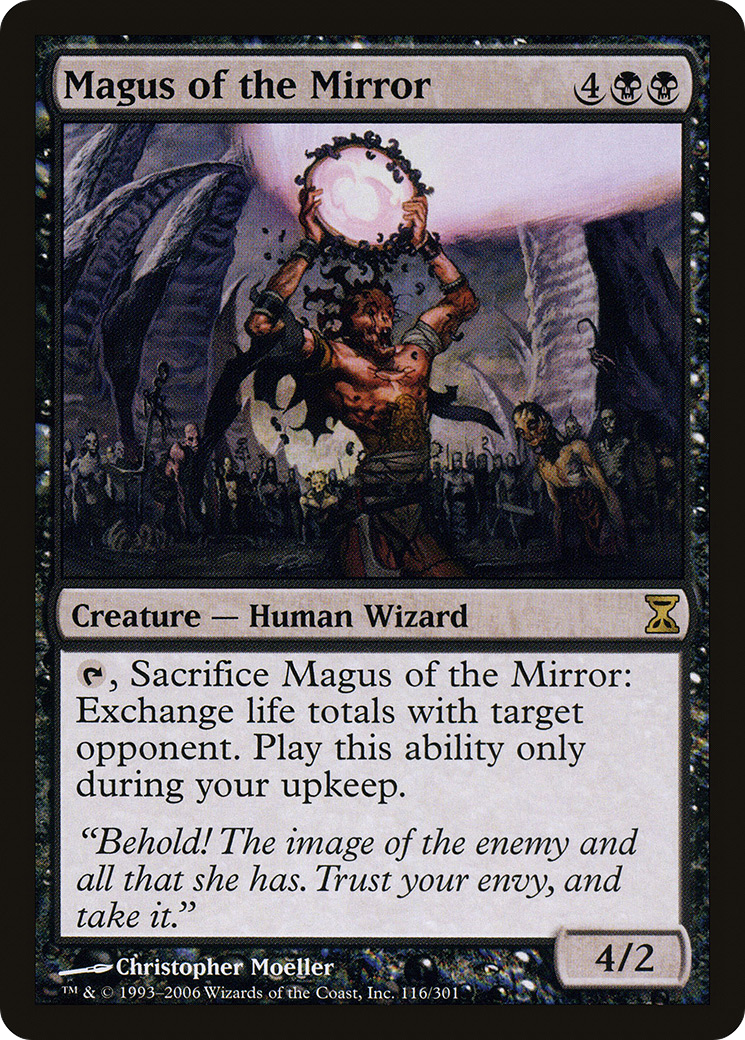 Magus of the Mirror 4
Creature — Human Wizard
, Sacrifice Magus of the Mirror:
Exchange life totals with target
opponent. Play this ability only
during your upkeep.
“Behold! The image of the enemy and
all that she has. Trust your envy, and
take it.”
4/2
Christopher Moeller
™ & © 1993–2006 Wizards of the Coast, Inc. 116/301